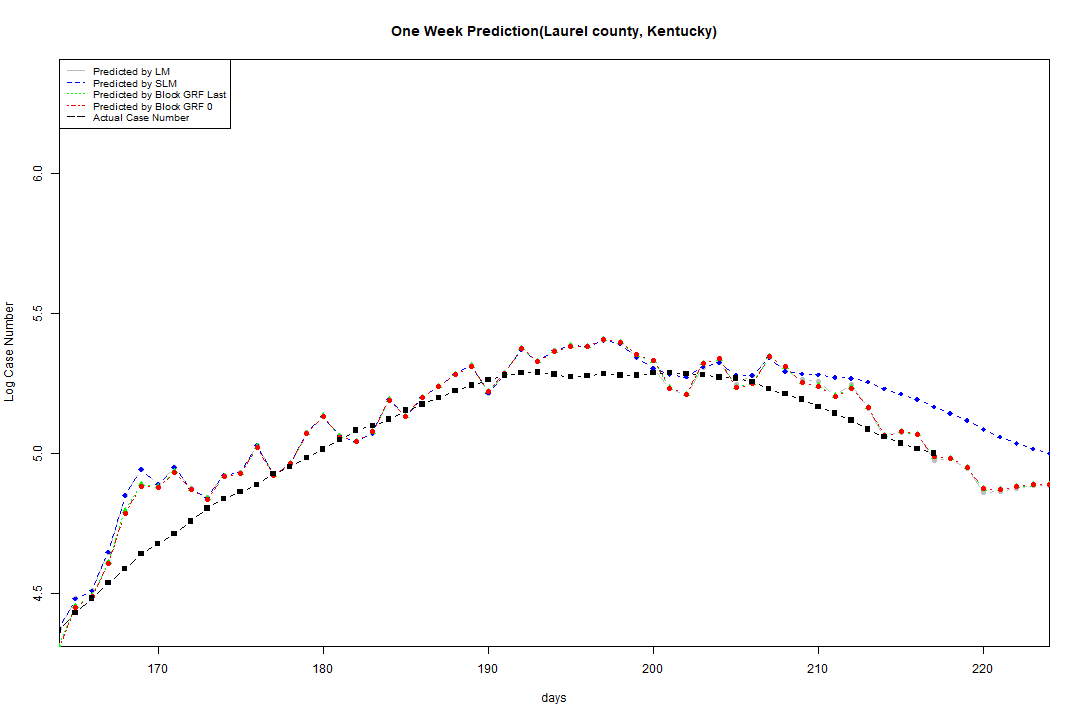 One Week Prediction(Laurel county, Kentucky)
Predicted by LM
Predicted by SLM
Predicted by Block GRF Last
Predicted by Block GRF 0
Actual Case Number
6.0
5.5
5.0
4.5
Log Case Number
170 180 190 200 210 220
days